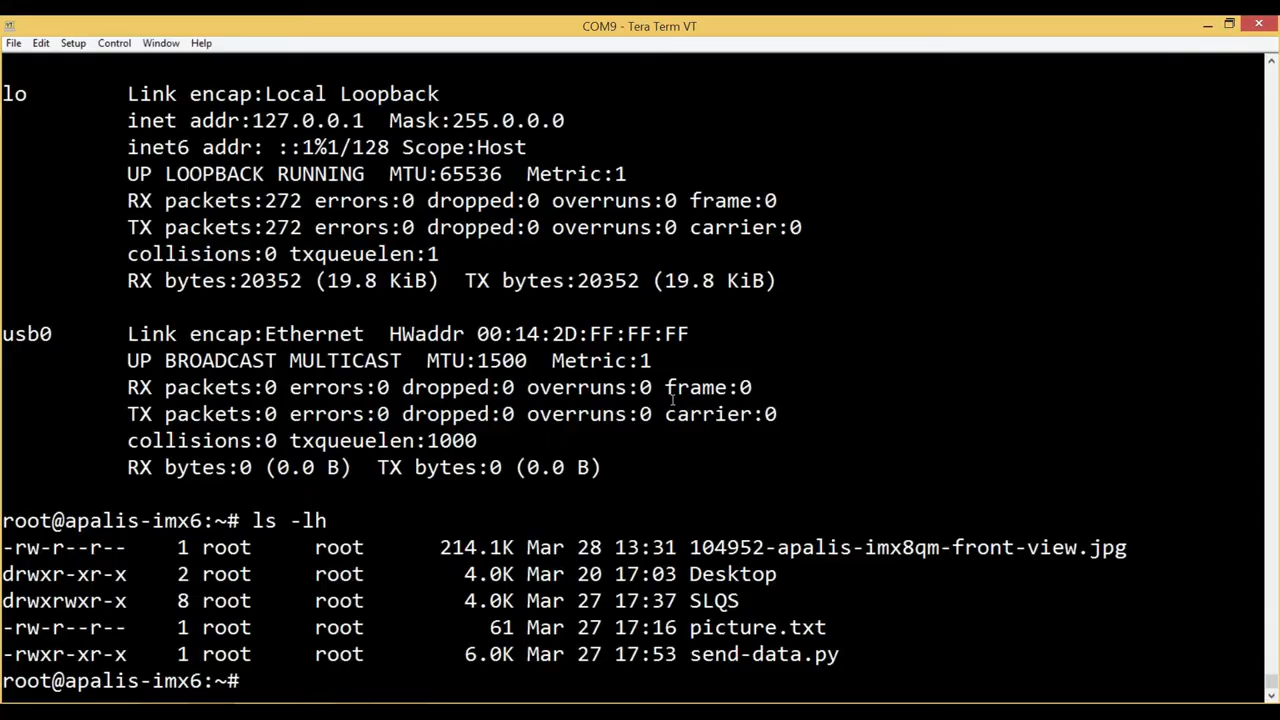 COM9 - Tera Term VT
File Edit Setup Control Window Help
lo Link encap:Local Loopback
inet addr:127.0.0.1 Mask:255.0.0.0
inet6 addr: ::1%1/128 Scope:Host
UP LOOPBACK RUNNING MTU:65536 Metric:1
RX packets:272 errors:0 dropped:0 overruns:0 frame:0
TX packets:272 errors:0 dropped:0 overruns:0 carrier:0
collisions:0 txqueuelen:1
RX bytes:20352 (19.8 KiB) TX bytes:20352 (19.8 KiB)
usb0 Link encap:Ethernet HWaddr 00:14:2D:FF:FF:FF
UP BROADCAST MULTICAST MTU:1500 Metric:1
RX packets:0 errors:0 dropped:0 overruns:0 frame:0
TX packets:0 errors:0 dropped:0 overruns:0 carrier:0
collisions:0 txqueuelen:1000
RX bytes:0 (0.0 B) TX bytes:0 (0.0 B)
root@apalis-imx6:~# ls -lh
-rw-r--r-- 1 root root 214.1K Mar 28 13:31 104952-apalis-imx8qm-front-view.jpg
drwxr-xr-x 2 root root 4.0K Mar 20 17:03 Desktop
drwxrwxr-x 8 root root 4.0K Mar 27 17:37 SLQS
-rw-r--r-- 1 root root 61 Mar 27 17:16 picture.txt
-rwxr-xr-x 1 root root 6.0K Mar 27 17:53 send-data.py
root@apalis-imx6:~#